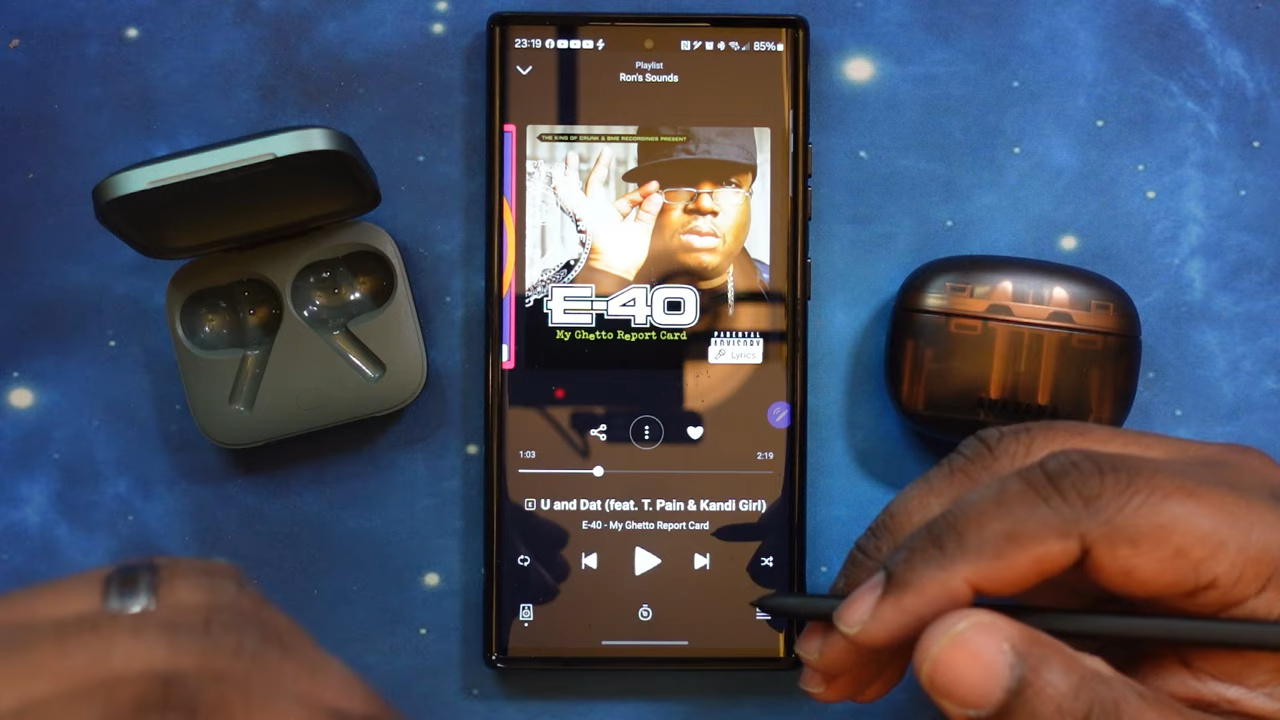 23:19
85%
Playlist
Ron's Sounds
THE KING OF CRUNK & BME RECORDINGS PRESENT
E-40
My Ghetto Report Card
PARENTAL
ADVISORY
Lyrics
1:03
2:19
E U and Dat (feat. T. Pain & Kandi Girl)
E-40 - My Ghetto Report Card